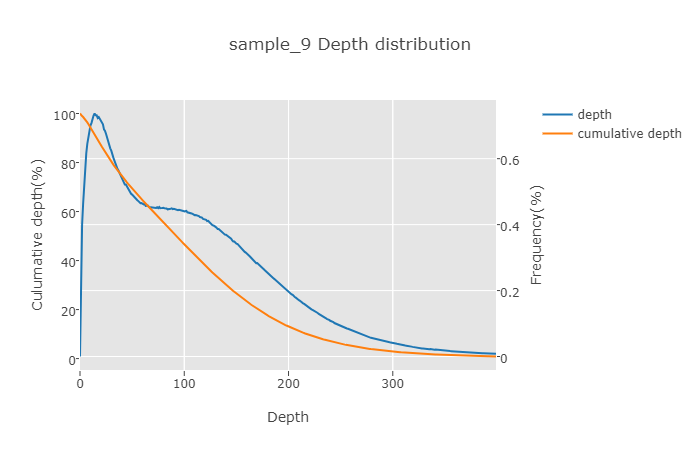 sample_9 Depth distribution
depth
cumulative depth
100
80
60
40
20
0
Culumative depth(%)
0.6
0.4
0.2
0
Frequency(%)
0
100
200
300
Depth